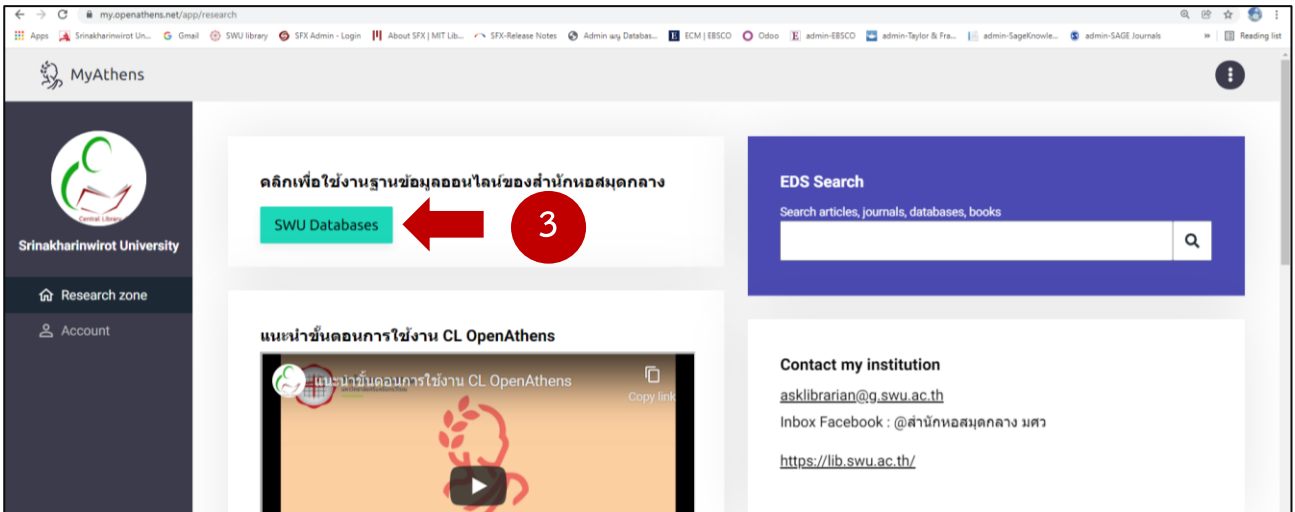 my.openathens.net/app/research
Apps Srinakharinwirot Un... Gmail SWU library SFX Admin - Login About SFX | MIT Lib... SFX-Release Notes Admin เมนู Databas... ECM | EBSCO Odoo admin-EBSCO admin-Taylor & Fra... admin-SageKnowle... admin-SAGE Journals » Reading list
MyAthens
Central Library
Srinakharinwirot University
Research zone
Account
คลิกเพื่อใช้งานฐานข้อมูลออนไลน์ของสำนักหอสมุดกลาง
SWU Databases
3
แนะนำขั้นตอนการใช้งาน CL OpenAthens
แนะนำขั้นตอนการใช้งาน CL OpenAthens
Copy link
EDS Search
Search articles, journals, databases, books
Contact my institution
asklibrarian@g.swu.ac.th
Inbox Facebook : @สำนักหอสมุดกลาง มศว
https://lib.swu.ac.th/